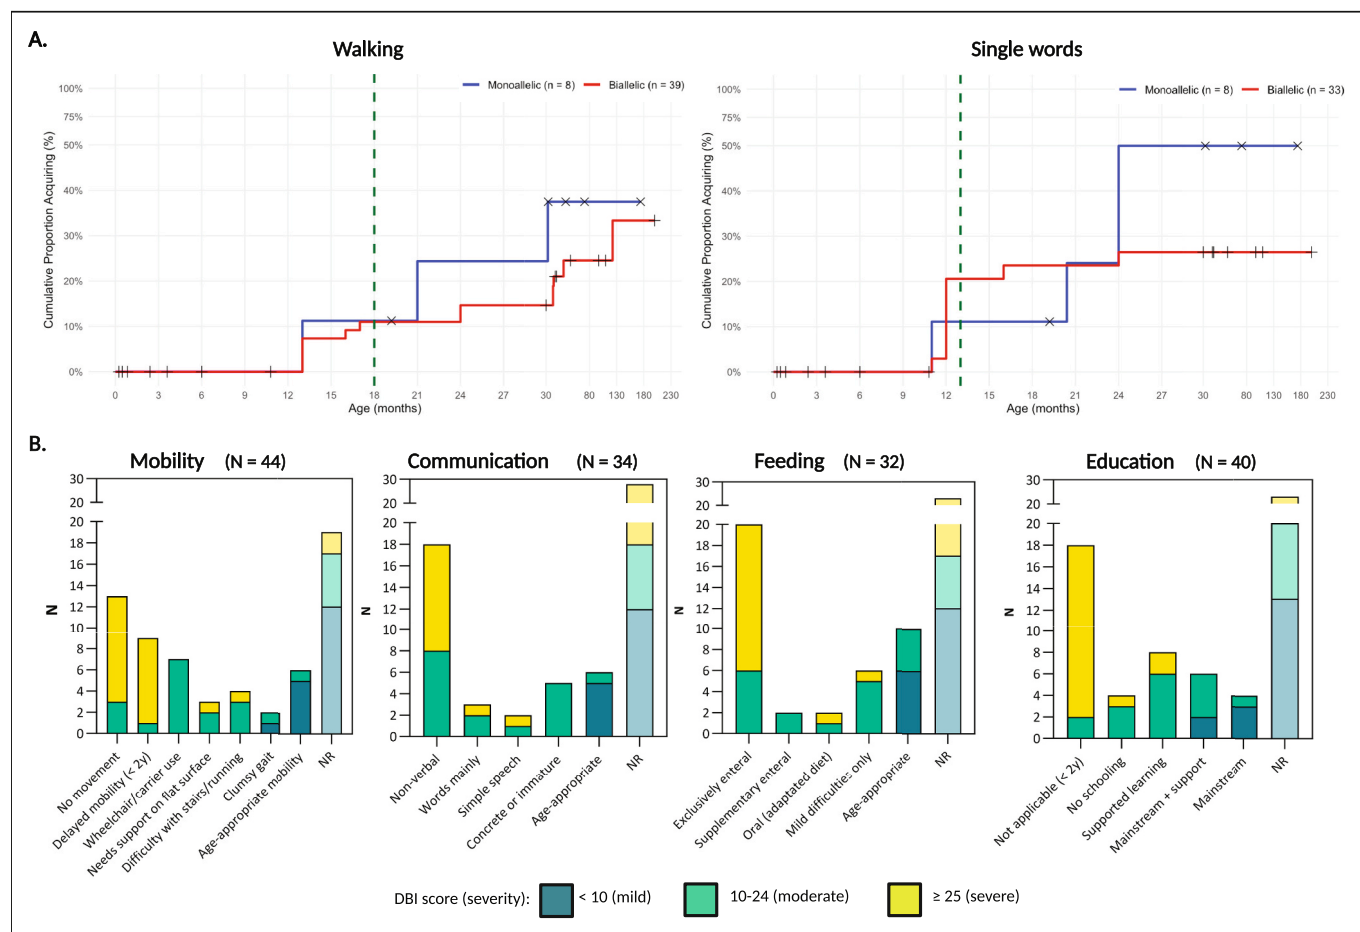 A.
Walking
Monoallelic (n = 8) Biallelic (n = 39)
Cumulative Proportion Acquiring (%)
100%
75%
50%
40%
30%
20%
10%
0%
0 3 6 9 12 15 18 21 24 27 30 80 130 180 230
Age (months)
Single words
Monoallelic (n = 8) Biallelic (n = 33)
Cumulative Proportion Acquiring (%)
100%
75%
50%
40%
30%
20%
10%
0%
0 3 6 9 12 15 18 21 24 27 30 80 130 180 230
Age (months)
B.
Mobility (N = 44)
N
30
20
20
18
16
14
12
10
8
6
4
2
0
No movement
Delayed mobility (< 2y)
Wheelchair/carrier use
Needs support on flat surface
Difficulty with stairs/running
Clumsy gait
Age-appropriate mobility
NR
Communication (N = 34)
N
30
20
20
18
16
14
12
10
8
6
4
2
0
Non-verbal
Words mainly
Simple speech
Concrete or immature
Age-appropriate
NR
Feeding (N = 32)
N
30
20
20
18
16
14
12
10
8
6
4
2
0
Exclusively enteral
Supplementary enteral
Oral (adaptated diet)
Mild difficulties only
Age-appropriate
NR
Education (N = 40)
N
30
20
20
18
16
14
12
10
8
6
4
2
0
Not applicable (< 2y)
No schooling
Supported learning
Mainstream + support
Mainstream
NR
DBI score (severity): < 10 (mild) 10-24 (moderate) ≥ 25 (severe)